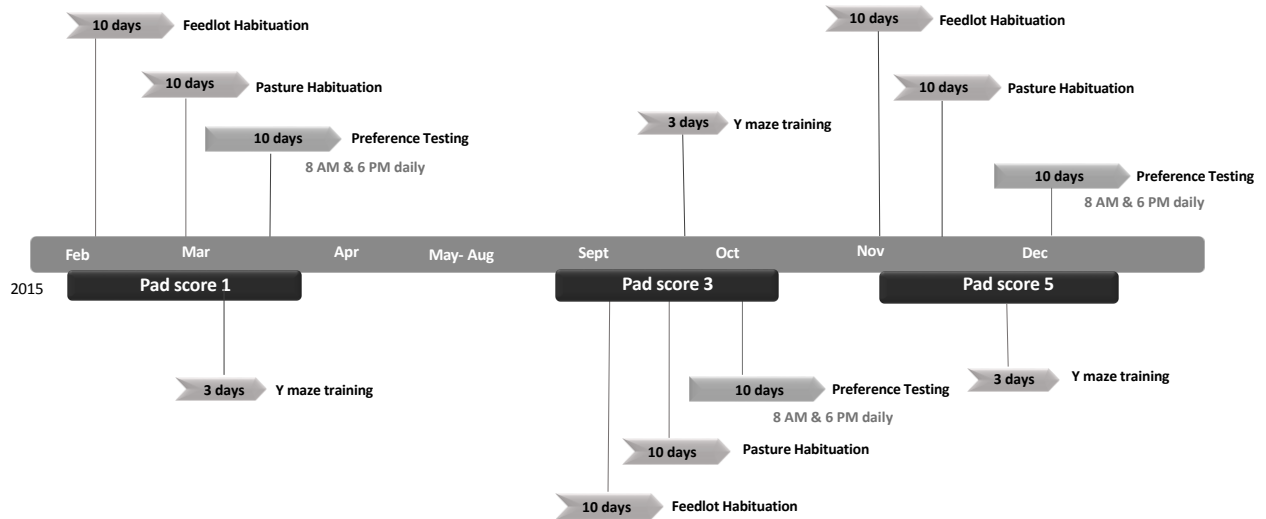 10 days Feedlot Habituation
10 days Feedlot Habituation
10 days Pasture Habituation
10 days Pasture Habituation
3 days Y maze training
10 days Preference Testing
8 AM & 6 PM daily
10 days Preference Testing
8 AM & 6 PM daily
Feb Mar Apr May- Aug Sept Oct Nov Dec
2015
Pad score 1 Pad score 3 Pad score 5
3 days Y maze training
10 days Preference Testing
8 AM & 6 PM daily
3 days Y maze training
10 days Pasture Habituation
10 days Feedlot Habituation